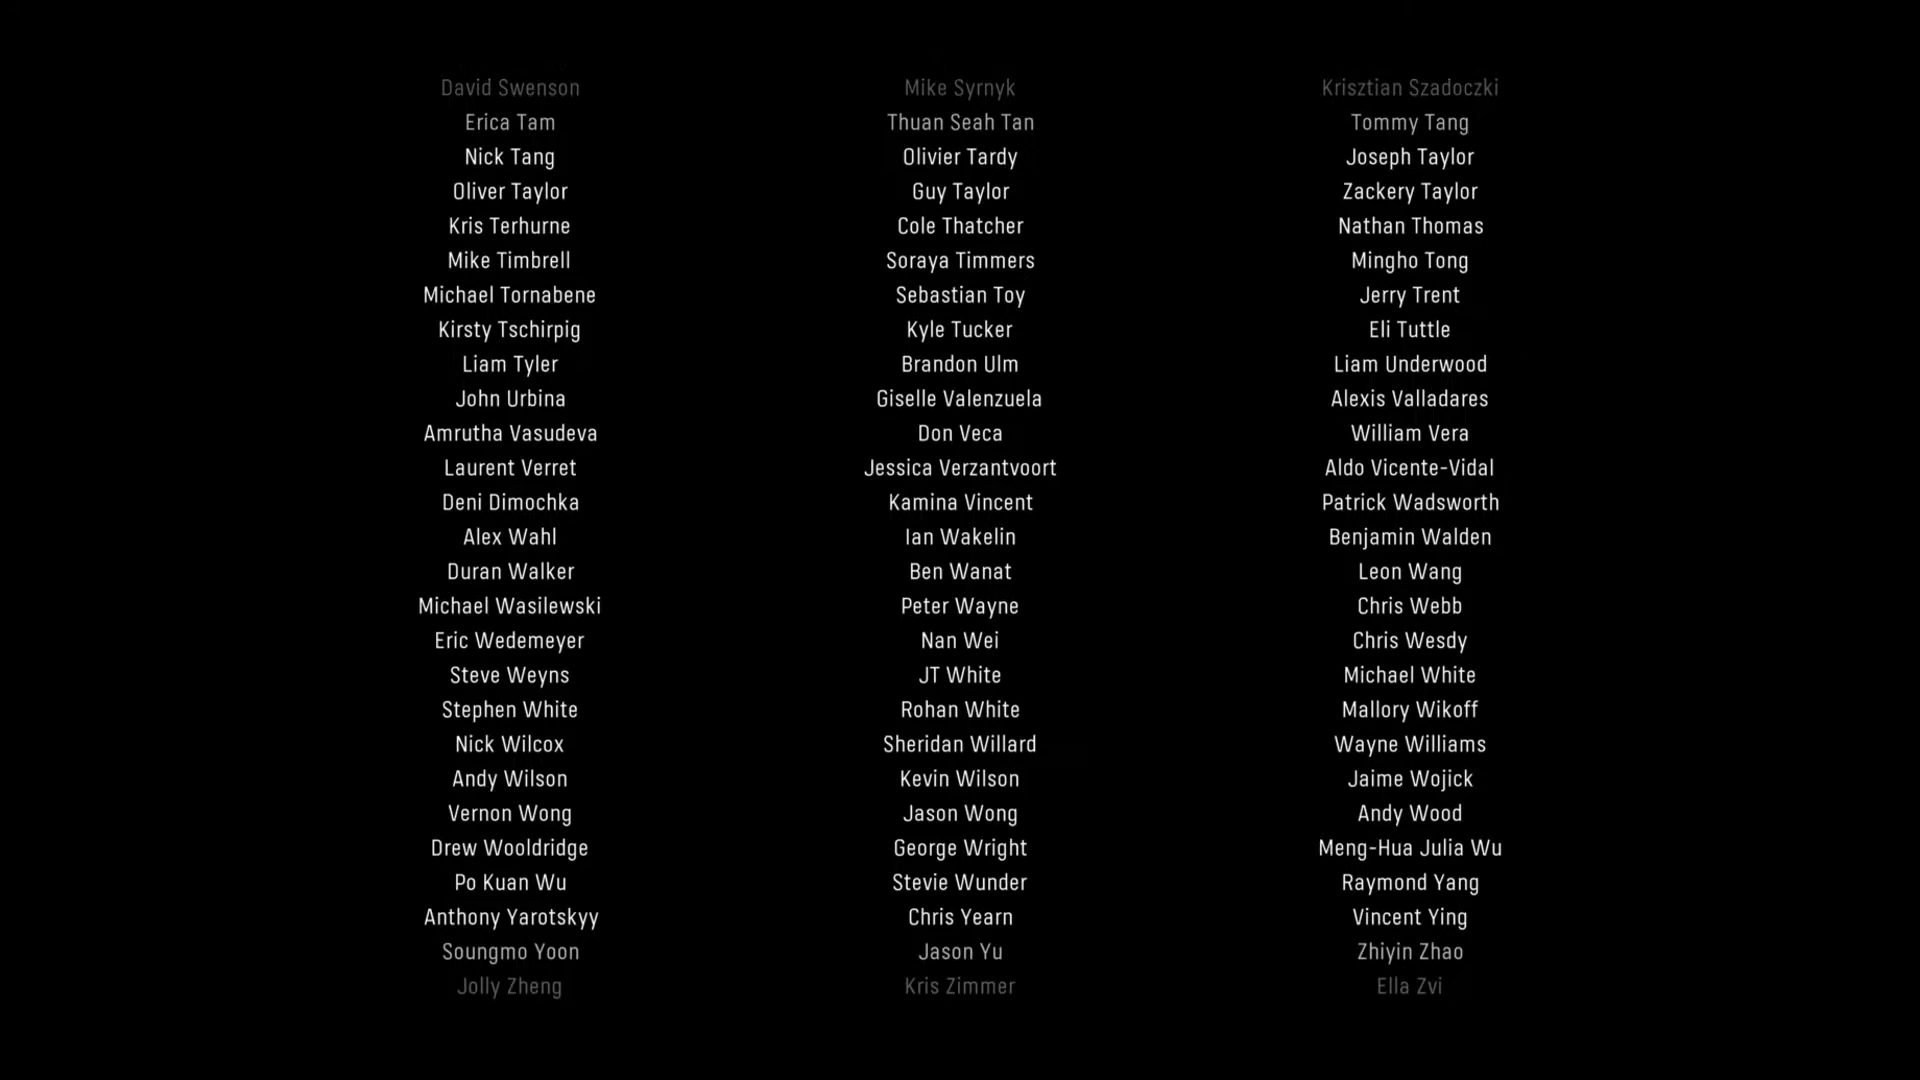 David Swenson Mike Syrnyk Krisztian Szadoczki
Erica Tam Thuan Seah Tan Tommy Tang
Nick Tang Olivier Tardy Joseph Taylor
Oliver Taylor Guy Taylor Zackery Taylor
Kris Terhurne Cole Thatcher Nathan Thomas
Mike Timbrell Soraya Timmers Mingho Tong
Michael Tornabene Sebastian Toy Jerry Trent
Kirsty Tschirpig Kyle Tucker Eli Tuttle
Liam Tyler Brandon Ulm Liam Underwood
John Urbina Giselle Valenzuela Alexis Valladares
Amrutha Vasudeva Don Veca William Vera
Laurent Verret Jessica Verzantvoort Aldo Vicente-Vidal
Deni Dimochka Kamina Vincent Patrick Wadsworth
Alex Wahl Ian Wakelin Benjamin Walden
Duran Walker Ben Wanat Leon Wang
Michael Wasilewski Peter Wayne Chris Webb
Eric Wedemeyer Nan Wei Chris Wesdy
Steve Weyns JT White Michael White
Stephen White Rohan White Mallory Wikoff
Nick Wilcox Sheridan Willard Wayne Williams
Andy Wilson Kevin Wilson Jaime Wojick
Vernon Wong Jason Wong Andy Wood
Drew Wooldridge George Wright Meng-Hua Julia Wu
Po Kuan Wu Stevie Wunder Raymond Yang
Anthony Yarotskyy Chris Yearn Vincent Ying
Soungmo Yoon Jason Yu Zhiyin Zhao
Jolly Zheng Kris Zimmer Ella Zvi